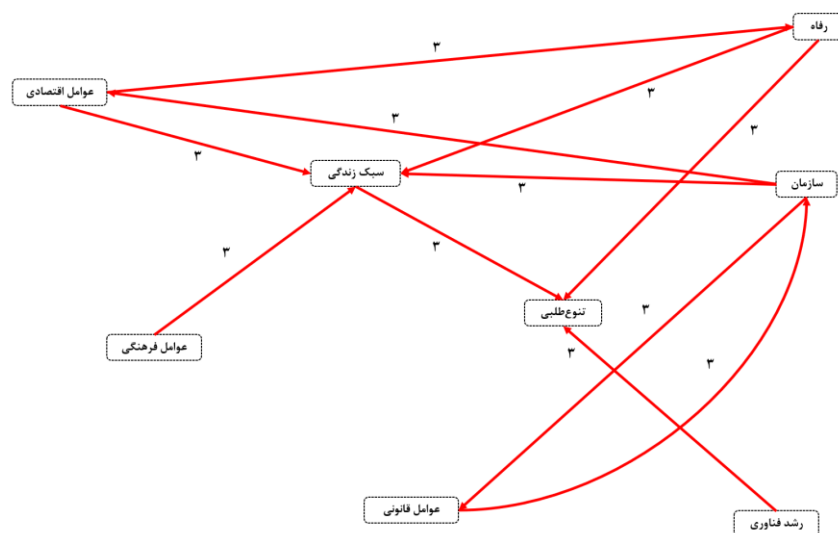 رفاه
۳
عوامل اقتصادی
۳
۳
۳
۳
۳
سبک زندگی
سازمان
۳
۳
۳
تنوع‌طلبی
۳
عوامل فرهنگی
۳
۳
عوامل قانونی
رشد فناوری